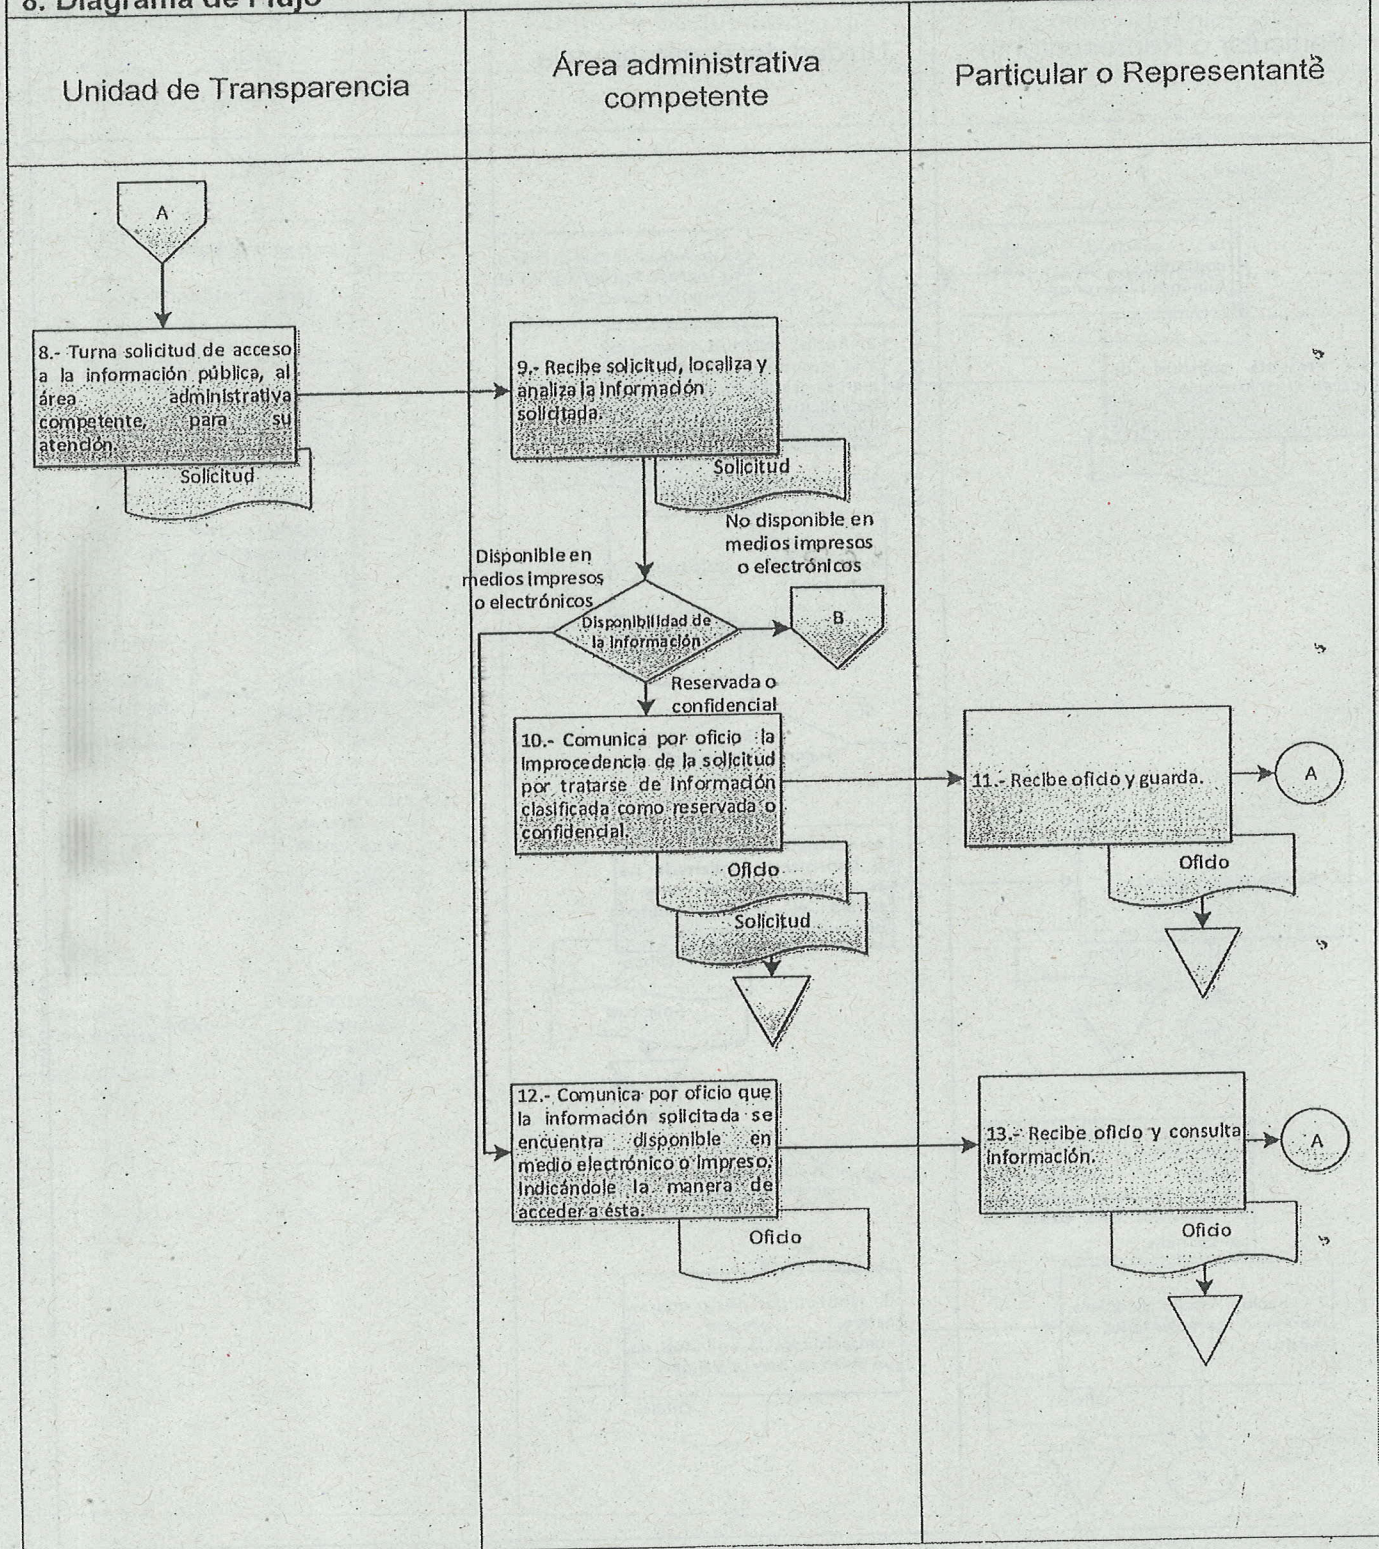 8. Diagrama de Flujo
Unidad de Transparencia
Área administrativa
competente
Particular o Representante
A
8.- Turna solicitud de acceso
a la información pública, al
área administrativa
competente, para su
atención.
Solicitud
9.- Recibe solicitud, localiza y
analiza la Información
solicitada.
Solicitud
No disponible en
medios impresos
o electrónicos
Disponible en
medios impresos
o electrónicos
Disponibilidad de
la Información
B
Reservada o
confidencial
10.- Comunica por oficio la
Improcedencia de la solicitud
por tratarse de Información
clasificada como reservada o
confidencial.
Oficio
Solicitud
11.- Recibe oficio y guarda.
A
Oficio
12.- Comunica por oficio que
la información solicitada se
encuentra disponible en
medio electrónico o Impreso,
Indicándole la manera de
acceder a ésta.
Oficio
13.- Recibe oficio y consulta
Información.
A
Oficio